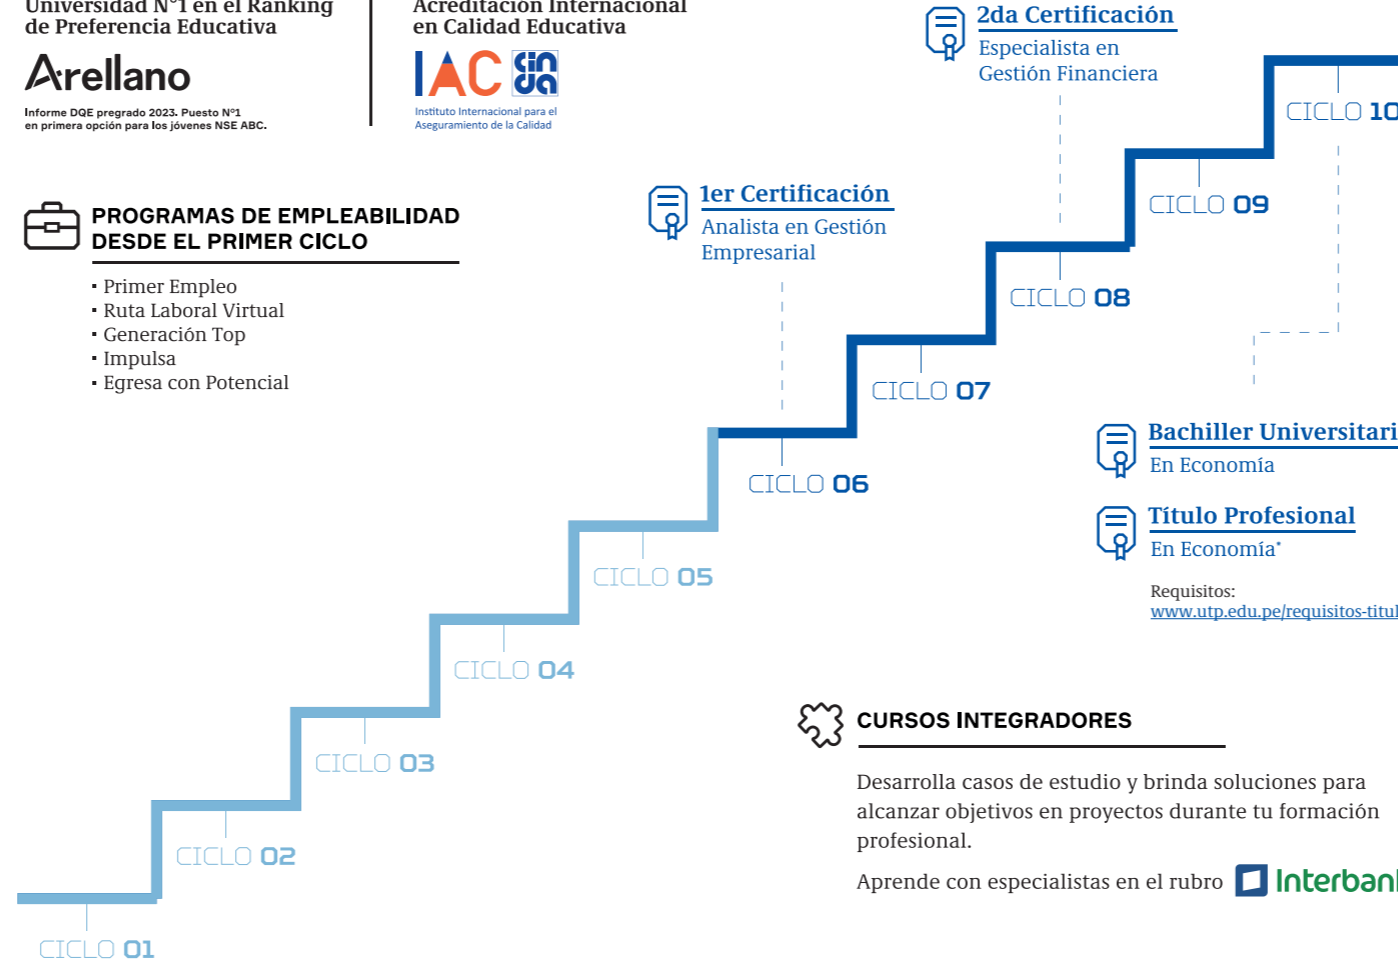 Universidad N°1 en el Ranking
de Preferencia Educativa
Arellano
Informe DQE pregrado 2023. Puesto N°1
en primera opción para los jóvenes NSE ABC.
Acreditación Internacional
en Calidad Educativa
IAC cinda
Instituto Internacional para el
Aseguramiento de la Calidad
PROGRAMAS DE EMPLEABILIDAD
DESDE EL PRIMER CICLO
▪ Primer Empleo
▪ Ruta Laboral Virtual
▪ Generación Top
▪ Impulsa
▪ Egresa con Potencial
2da Certificación
Especialista en
Gestión Financiera
1er Certificación
Analista en Gestión
Empresarial
CICLO 10
CICLO 09
CICLO 08
CICLO 07
CICLO 06
CICLO 05
CICLO 04
CICLO 03
CICLO 02
CICLO 01
Bachiller Universitari
En Economía
Título Profesional
En Economía*
Requisitos:
www.utp.edu.pe/requisitos-titul
CURSOS INTEGRADORES
Desarrolla casos de estudio y brinda soluciones para
alcanzar objetivos en proyectos durante tu formación
profesional.
Aprende con especialistas en el rubro Interbank